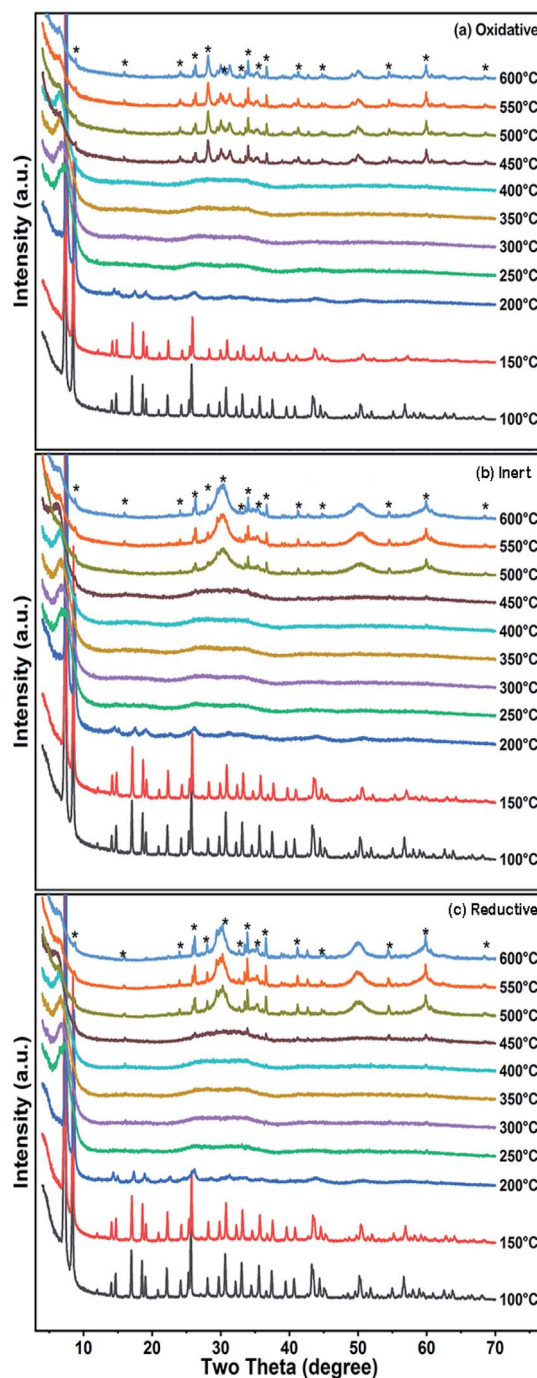 (a) Oxidative
* * * * * * * * * * * * * *
600°C
550°C
500°C
450°C
400°C
350°C
300°C
250°C
200°C
150°C
100°C
Intensity (a.u.)
(b) Inert
* * * * * * * * * * * * * *
600°C
550°C
500°C
450°C
400°C
350°C
300°C
250°C
200°C
150°C
100°C
Intensity (a.u.)
(c) Reductive
* * * * * * * * * * * * * *
600°C
550°C
500°C
450°C
400°C
350°C
300°C
250°C
200°C
150°C
100°C
Intensity (a.u.)
10 20 30 40 50 60 70
Two Theta (degree)